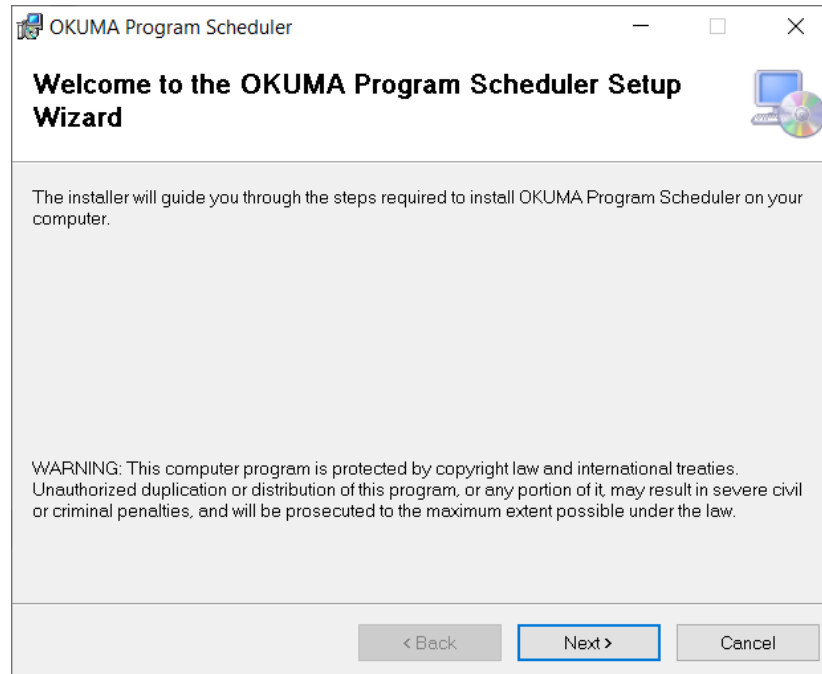 OKUMA Program Scheduler
Welcome to the OKUMA Program Scheduler Setup
Wizard
The installer will guide you through the steps required to install OKUMA Program Scheduler on your
computer.
WARNING: This computer program is protected by copyright law and international treaties.
Unauthorized duplication or distribution of this program, or any portion of it, may result in severe civil
or criminal penalties, and will be prosecuted to the maximum extent possible under the law.
< Back Next > Cancel